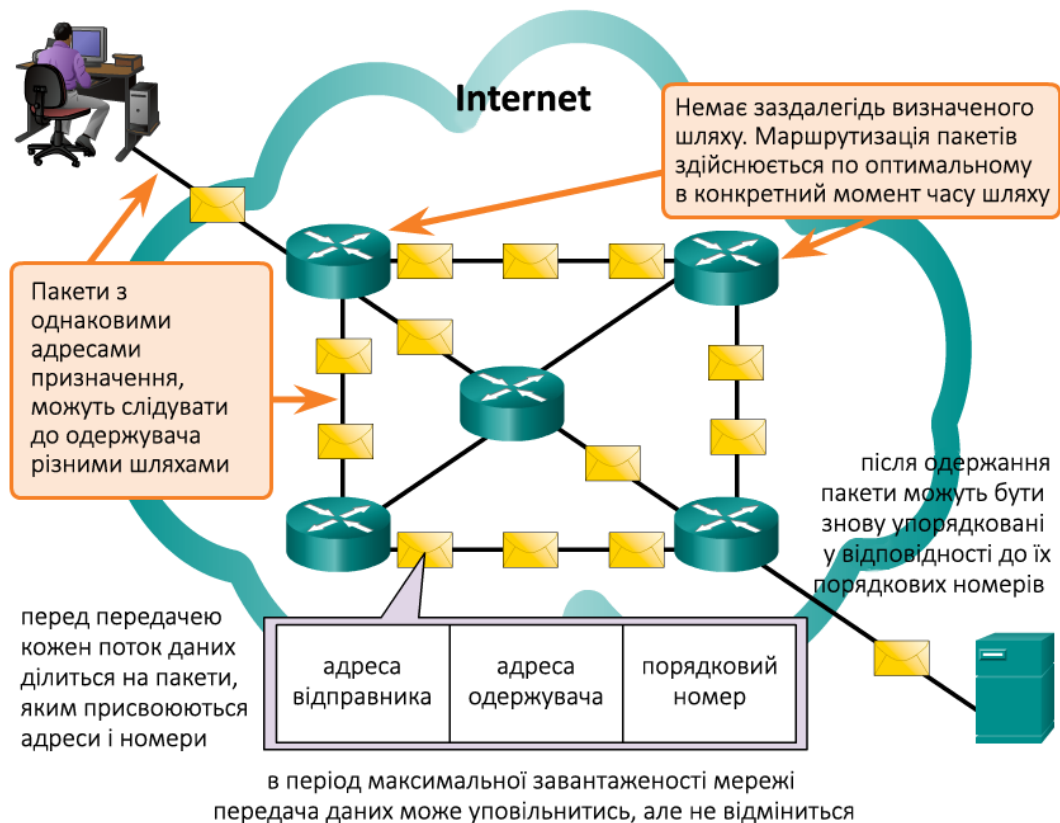 Internet
Немає заздалегідь визначеного
шляху. Маршрутизація пакетів
здійснюється по оптимальному
в конкретний момент часу шляху
Пакети з
однаковими
адресами
призначення,
можуть слідувати
до одержувача
різними шляхами
після одержання
пакети можуть бути
знову упорядковані
у відповідності до їх
порядкових номерів
перед передачею
кожен поток даних
ділиться на пакети,
яким присвоюються
адреси і номери
адреса
відправника
адреса
одержувача
порядковий
номер
в період максимальної завантаженості мережі
передача даних може уповільнитись, але не відміниться